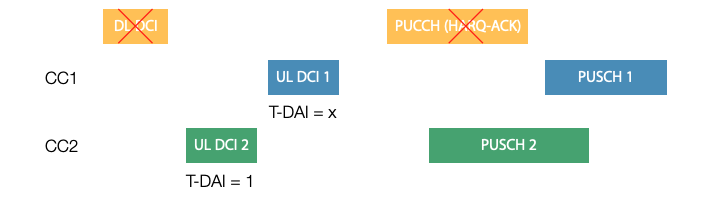 DL DCI
PUCCH (HARQ-ACK)
CC1
UL DCI 1
PUSCH 1
T-DAI = x
CC2
UL DCI 2
PUSCH 2
T-DAI = 1